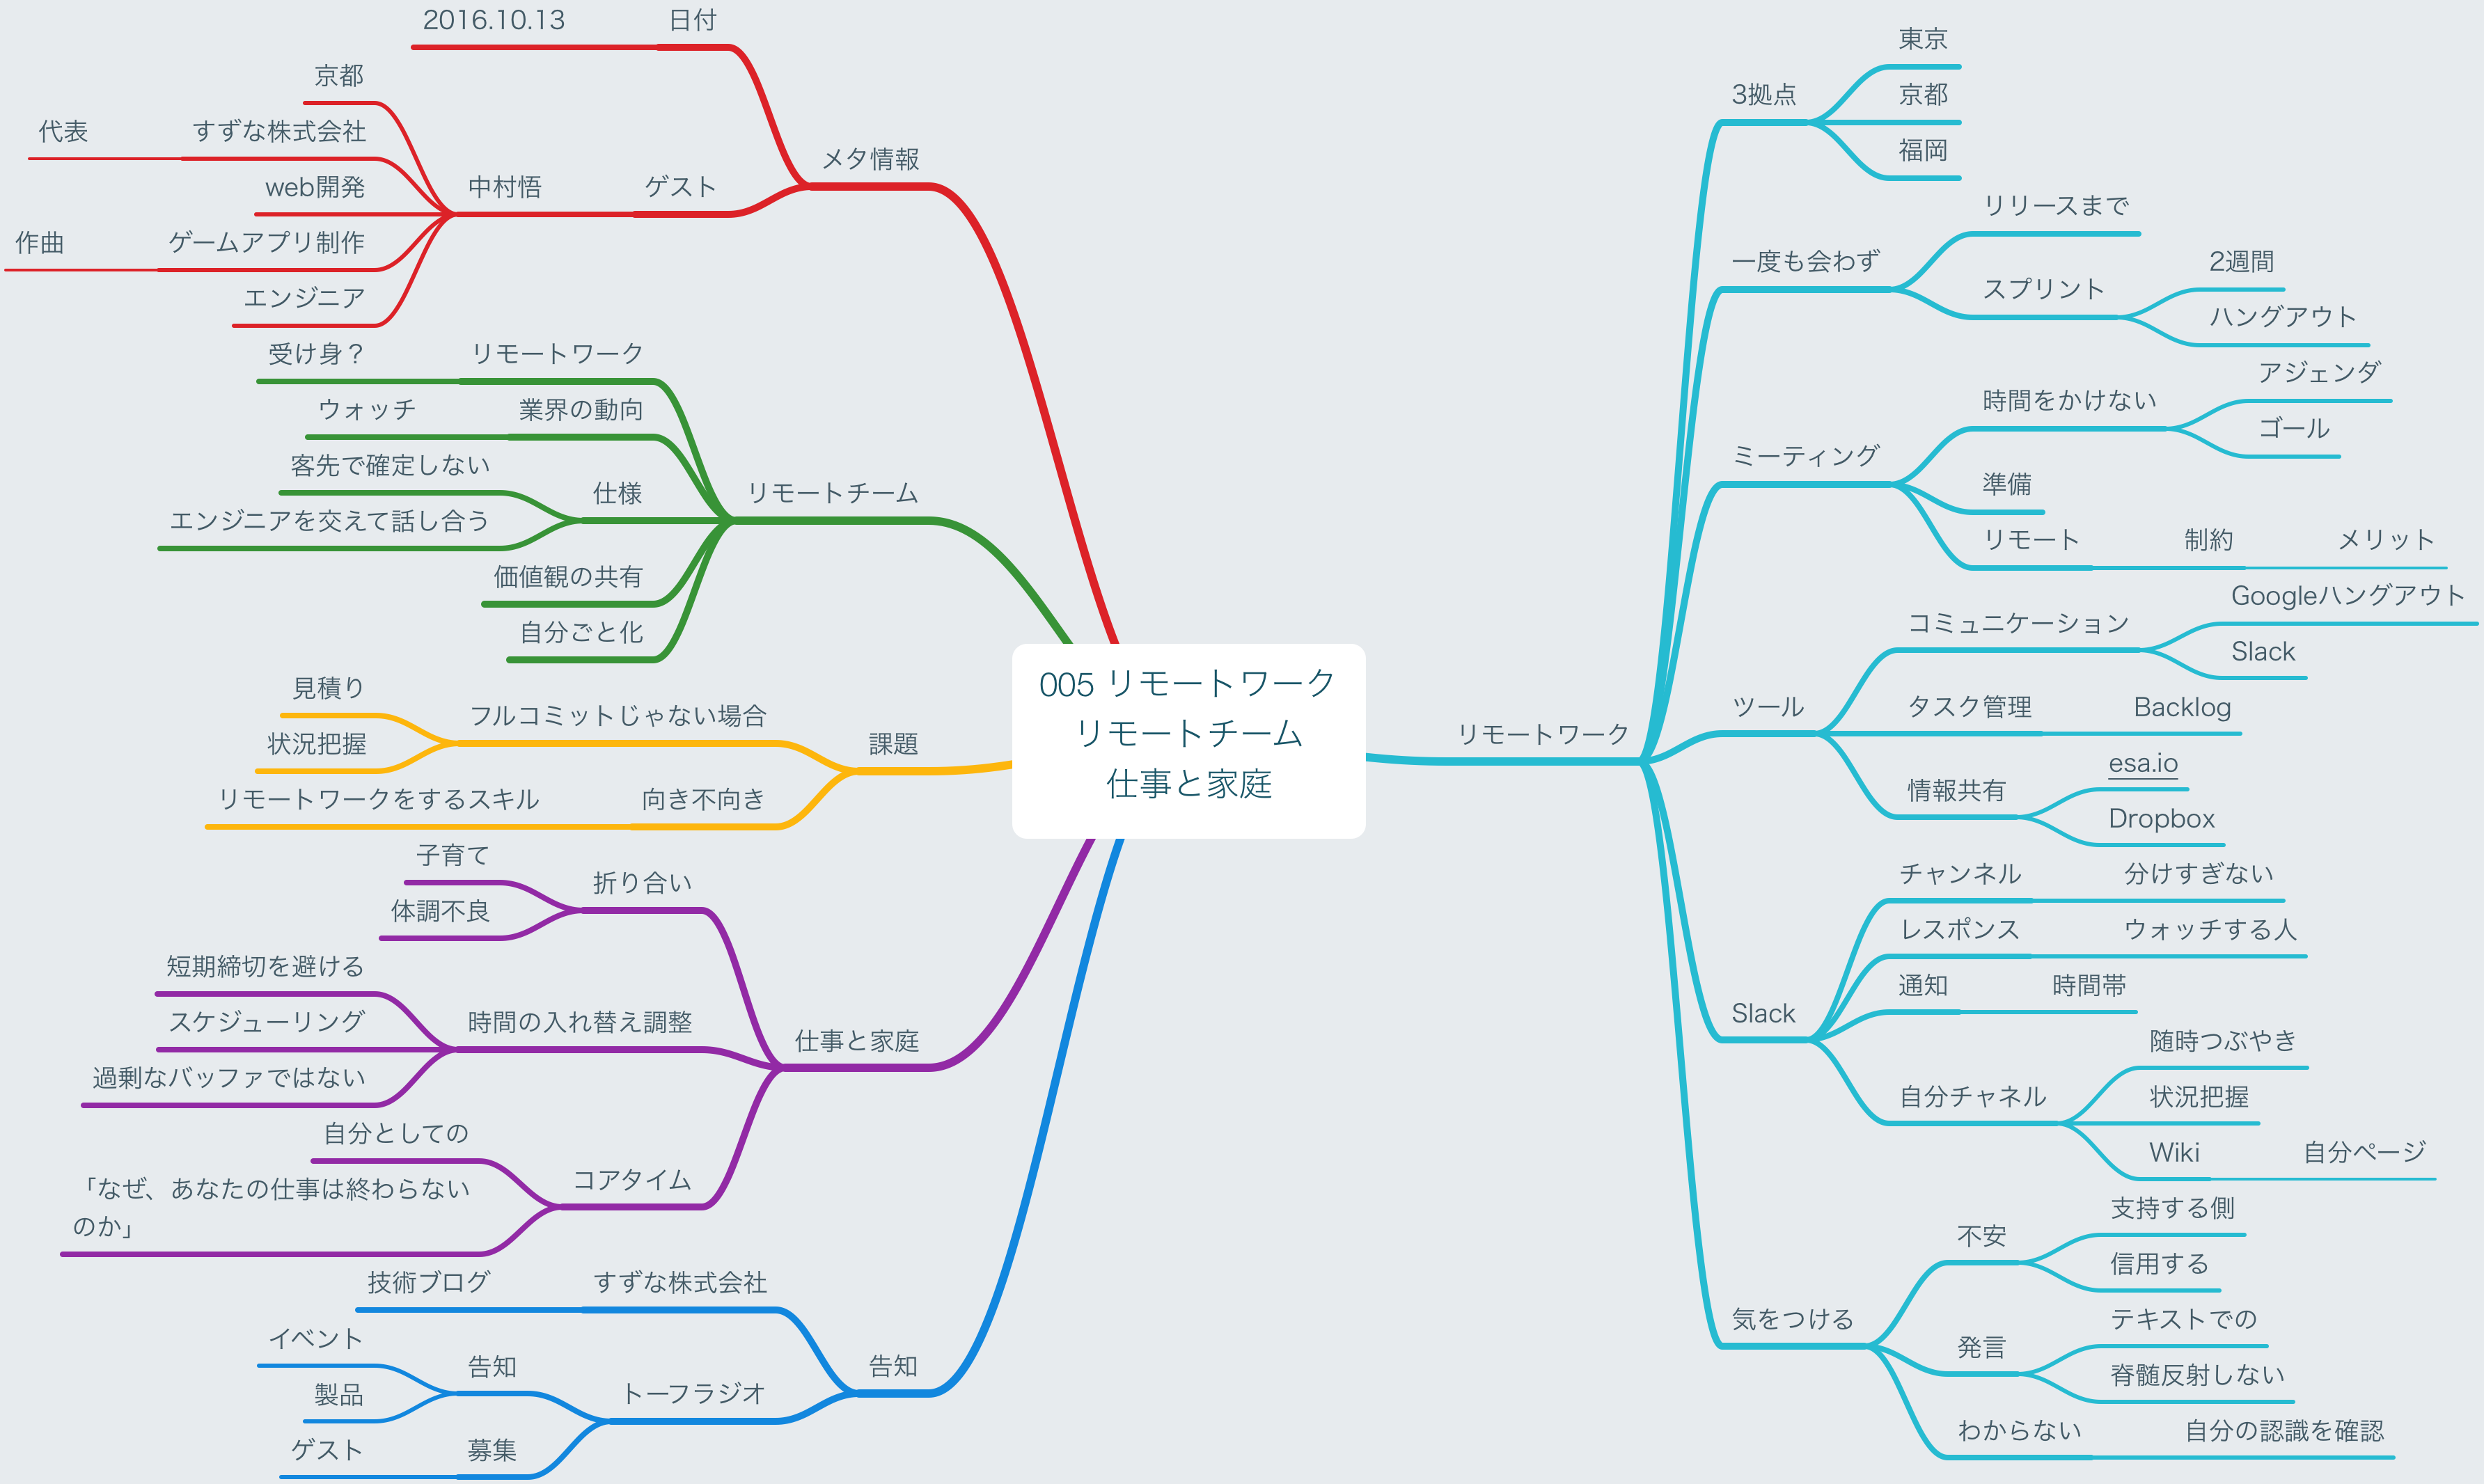 005 リモートワーク
リモートチーム
仕事と家庭
メタ情報
日付
2016.10.13
ゲスト
中村悟
京都
すずな株式会社
代表
web開発
ゲームアプリ制作
作曲
エンジニア
リモートチーム
リモートワーク
受け身？
業界の動向
ウォッチ
仕様
客先で確定しない
エンジニアを交えて話し合う
価値観の共有
自分ごと化
課題
フルコミットじゃない場合
見積り
状況把握
向き不向き
リモートワークをするスキル
仕事と家庭
折り合い
子育て
体調不良
時間の入れ替え調整
短期締切を避ける
スケジューリング
過剰なバッファではない
コアタイム
自分としての
「なぜ、あなたの仕事は終わらない
のか」
告知
すずな株式会社
技術ブログ
トーフラジオ
告知
イベント
製品
募集
ゲスト
リモートワーク
3拠点
東京
京都
福岡
一度も会わず
リリースまで
スプリント
2週間
ハングアウト
ミーティング
時間をかけない
アジェンダ
ゴール
準備
リモート
制約
メリット
ツール
コミュニケーション
Googleハングアウト
Slack
タスク管理
Backlog
情報共有
esa.io
Dropbox
Slack
チャンネル
分けすぎない
レスポンス
ウォッチする人
通知
時間帯
自分チャネル
随時つぶやき
状況把握
Wiki
自分ページ
気をつける
不安
支持する側
信用する
発言
テキストでの
脊髄反射しない
わからない
自分の認識を確認